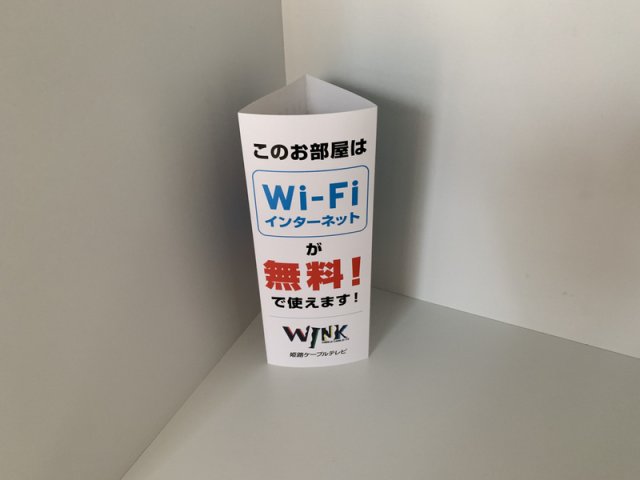 このお部屋は
Wi-Fi
インターネット
が
無料!
で使えます!
WINK
姫路ケーブルテレビ